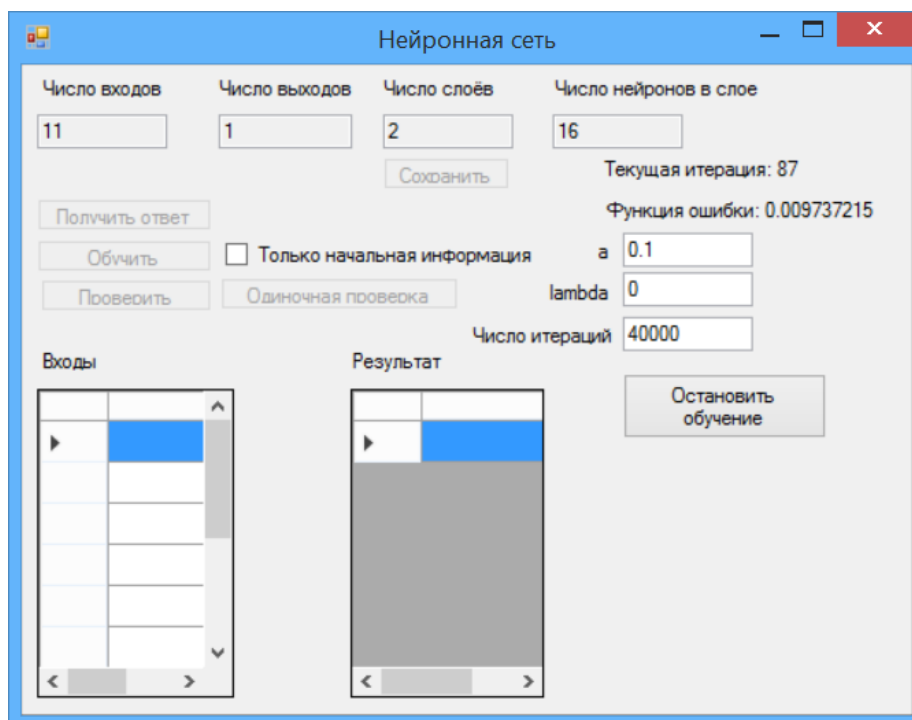 Нейронная сеть
Число входов
Число выходов
Число слоёв
Число нейронов в слое
11
1
2
16
Сохранить
Текущая итерация: 87
Получить ответ
Функция ошибки: 0.009737215
Обучить
Только начальная информация
a
0.1
Проверить
Одиночная проверка
lambda
0
Число итераций
40000
Входы
Результат
Остановить
обучение